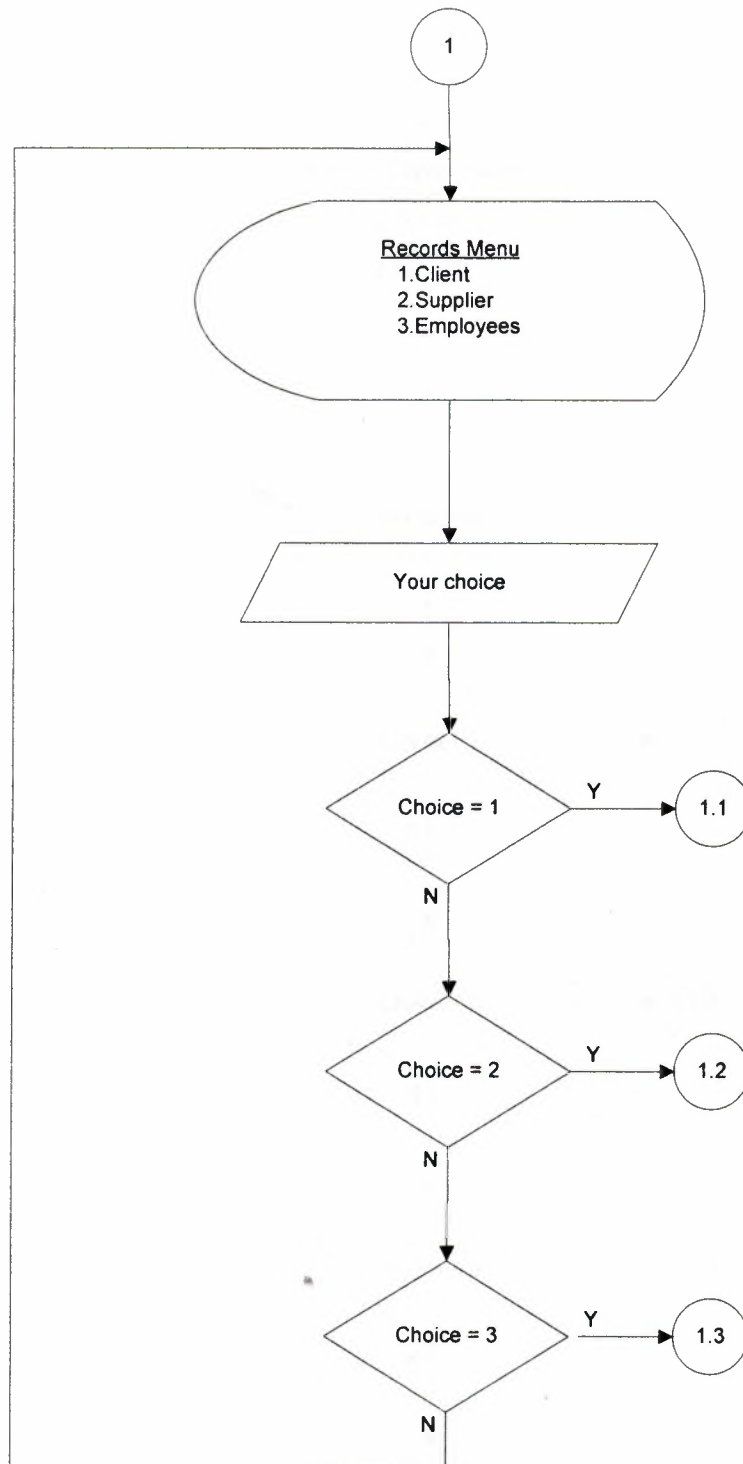 1
Records Menu
1.Client
2.Supplier
3.Employees
Your choice
Choice = 1
Y
1.1
N
Choice = 2
Y
1.2
N
Choice = 3
Y
1.3
N